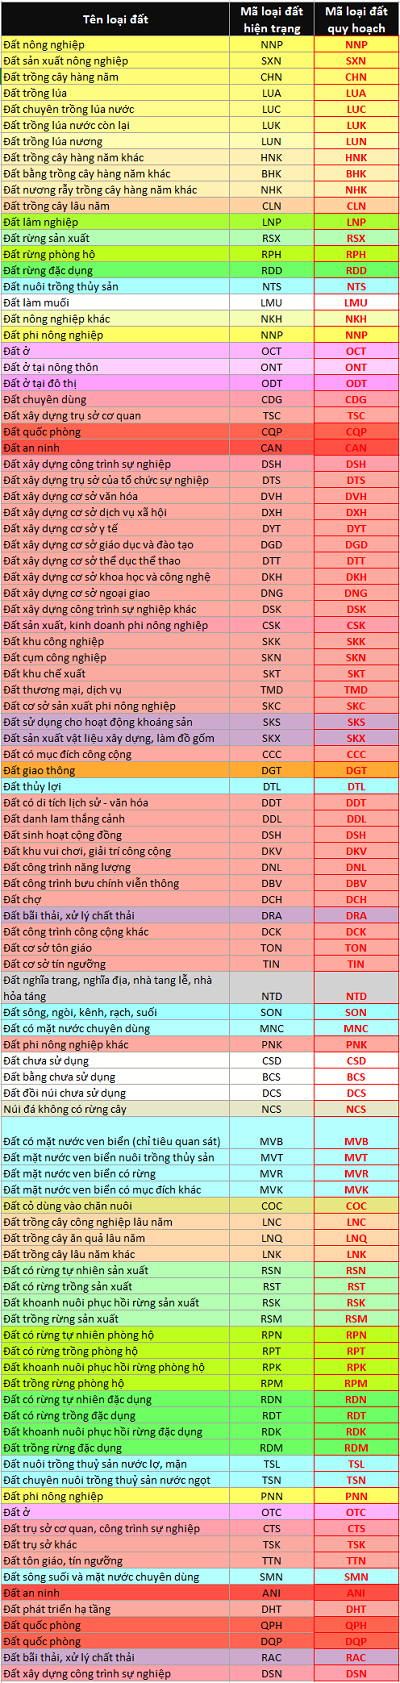 Tên loại đất Mã loại đất hiện trạng Mã loại đất quy hoạch
Đất nông nghiệp NNP NNP
Đất sản xuất nông nghiệp SXN SXN
Đất trồng cây hàng năm CHN CHN
Đất trồng lúa LUA LUA
Đất chuyên trồng lúa nước LUC LUC
Đất trồng lúa nước còn lại LUK LUK
Đất trồng lúa nương LUN LUN
Đất trồng cây hàng năm khác HNK HNK
Đất bằng trồng cây hàng năm khác BHK BHK
Đất nương rẫy trồng cây hàng năm khác NHK NHK
Đất trồng cây lâu năm CLN CLN
Đất lâm nghiệp LNP LNP
Đất rừng sản xuất RSX RSX
Đất rừng phòng hộ RPH RPH
Đất rừng đặc dụng RDD RDD
Đất nuôi trồng thủy sản NTS NTS
Đất làm muối LMU LMU
Đất nông nghiệp khác NKH NKH
Đất phi nông nghiệp NNP NNP
Đất ở OCT OCT
Đất ở tại nông thôn ONT ONT
Đất ở tại đô thị ODT ODT
Đất chuyên dùng CDG CDG
Đất xây dựng trụ sở cơ quan TSC TSC
Đất quốc phòng CQP CQP
Đất an ninh CAN CAN
Đất xây dựng công trình sự nghiệp DSH DSH
Đất xây dựng trụ sở của tổ chức sự nghiệp DTS DTS
Đất xây dựng cơ sở văn hóa DVH DVH
Đất xây dựng cơ sở dịch vụ xã hội DXH DXH
Đất xây dựng cơ sở y tế DYT DYT
Đất xây dựng cơ sở giáo dục và đào tạo DGD DGD
Đất xây dựng cơ sở thể dục thể thao DTT DTT
Đất xây dựng cơ sở khoa học và công nghệ DKH DKH
Đất xây dựng cơ sở ngoại giao DNG DNG
Đất xây dựng công trình sự nghiệp khác DSK DSK
Đất sản xuất, kinh doanh phi nông nghiệp CSK CSK
Đất khu công nghiệp SKK SKK
Đất cụm công nghiệp SKN SKN
Đất khu chế xuất SKT SKT
Đất thương mại, dịch vụ TMD TMD
Đất cơ sở sản xuất phi nông nghiệp SKC SKC
Đất sử dụng cho hoạt động khoáng sản SKS SKS
Đất sản xuất vật liệu xây dựng, làm đồ gốm SKX SKX
Đất có mục đích công cộng CCC CCC
Đất giao thông DGT DGT
Đất thủy lợi DTL DTL
Đất có di tích lịch sử - văn hóa DDT DDT
Đất danh lam thắng cảnh DDL DDL
Đất sinh hoạt cộng đồng DSH DSH
Đất khu vui chơi, giải trí công cộng DKV DKV
Đất công trình năng lượng DNL DNL
Đất công trình bưu chính viễn thông DBV DBV
Đất chợ DCH DCH
Đất bãi thải, xử lý chất thải DRA DRA
Đất công trình công cộng khác DCK DCK
Đất cơ sở tôn giáo TON TON
Đất cơ sở tín ngưỡng TIN TIN
Đất nghĩa trang, nghĩa địa, nhà tang lễ, nhà
hỏa táng NTD NTD
Đất sông, ngòi, kênh, rạch, suối SON SON
Đất có mặt nước chuyên dùng MNC MNC
Đất phi nông nghiệp khác PNK PNK
Đất chưa sử dụng CSD CSD
Đất bằng chưa sử dụng BCS BCS
Đất đồi núi chưa sử dụng DCS DCS
Núi đá không có rừng cây NCS NCS
Đất có mặt nước ven biển (chỉ tiêu quan sát) MVB MVB
Đất mặt nước ven biển nuôi trồng thủy sản MVT MVT
Đất mặt nước ven biển có rừng MVR MVR
Đất mặt nước ven biển có mục đích khác MVK MVK
Đất cỏ dùng vào chăn nuôi COC COC
Đất trồng cây công nghiệp lâu năm LNC LNC
Đất trồng cây ăn quả lâu năm LNQ LNQ
Đất trồng cây lâu năm khác LNK LNK
Đất có rừng tự nhiên sản xuất RSN RSN
Đất có rừng trồng sản xuất RST RST
Đất khoanh nuôi phục hồi rừng sản xuất RSK RSK
Đất trồng rừng sản xuất RSM RSM
Đất có rừng tự nhiên phòng hộ RPN RPN
Đất có rừng trồng phòng hộ RPT RPT
Đất khoanh nuôi phục hồi rừng phòng hộ RPK RPK
Đất trồng rừng phòng hộ RPM RPM
Đất có rừng tự nhiên đặc dụng RDN RDN
Đất có rừng trồng đặc dụng RDT RDT
Đất khoanh nuôi phục hồi rừng đặc dụng RDK RDK
Đất trồng rừng đặc dụng RDM RDM
Đất nuôi trồng thuỷ sản nước lợ, mặn TSL TSL
Đất chuyên nuôi trồng thuỷ sản nước ngọt TSN TSN
Đất phi nông nghiệp PNN PNN
Đất ở OTC OTC
Đất trụ sở cơ quan, công trình sự nghiệp CTS CTS
Đất trụ sở khác TSK TSK
Đất tôn giáo, tín ngưỡng TTN TTN
Đất sông suối và mặt nước chuyên dùng SMN SMN
Đất an ninh ANI ANI
Đất phát triển hạ tầng DHT DHT
Đất quốc phòng QPH QPH
Đất quốc phòng DQP DQP
Đất bãi thải, xử lý chất thải RAC RAC
Đất xây dựng công trình sự nghiệp DSN DSN